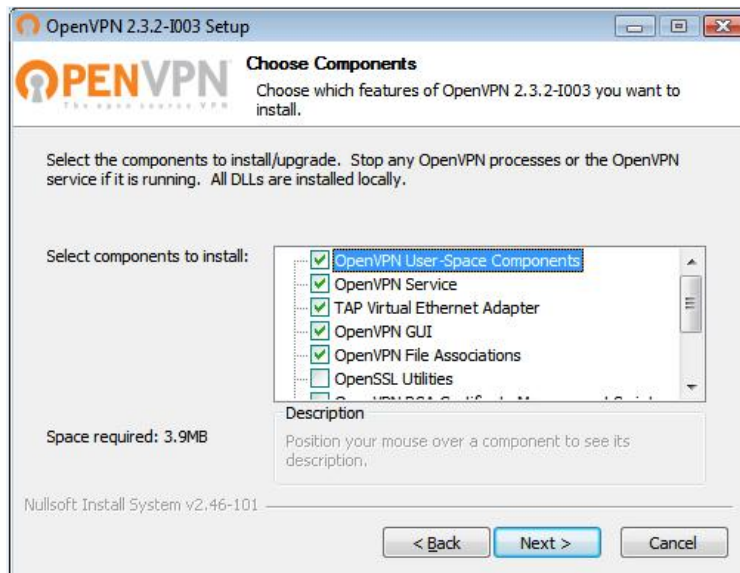 OpenVPN 2.3.2-I003 Setup
OPENVPN
The open source VPN
Choose Components
Choose which features of OpenVPN 2.3.2-I003 you want to
install.
Select the components to install/upgrade. Stop any OpenVPN processes or the OpenVPN
service if it is running. All DLLs are installed locally.
Select components to install:
OpenVPN User-Space Components
OpenVPN Service
TAP Virtual Ethernet Adapter
OpenVPN GUI
OpenVPN File Associations
OpenSSL Utilities
Space required: 3.9MB
Description
Position your mouse over a component to see its
description.
Nullsoft Install System v2.46-101
< Back
Next >
Cancel